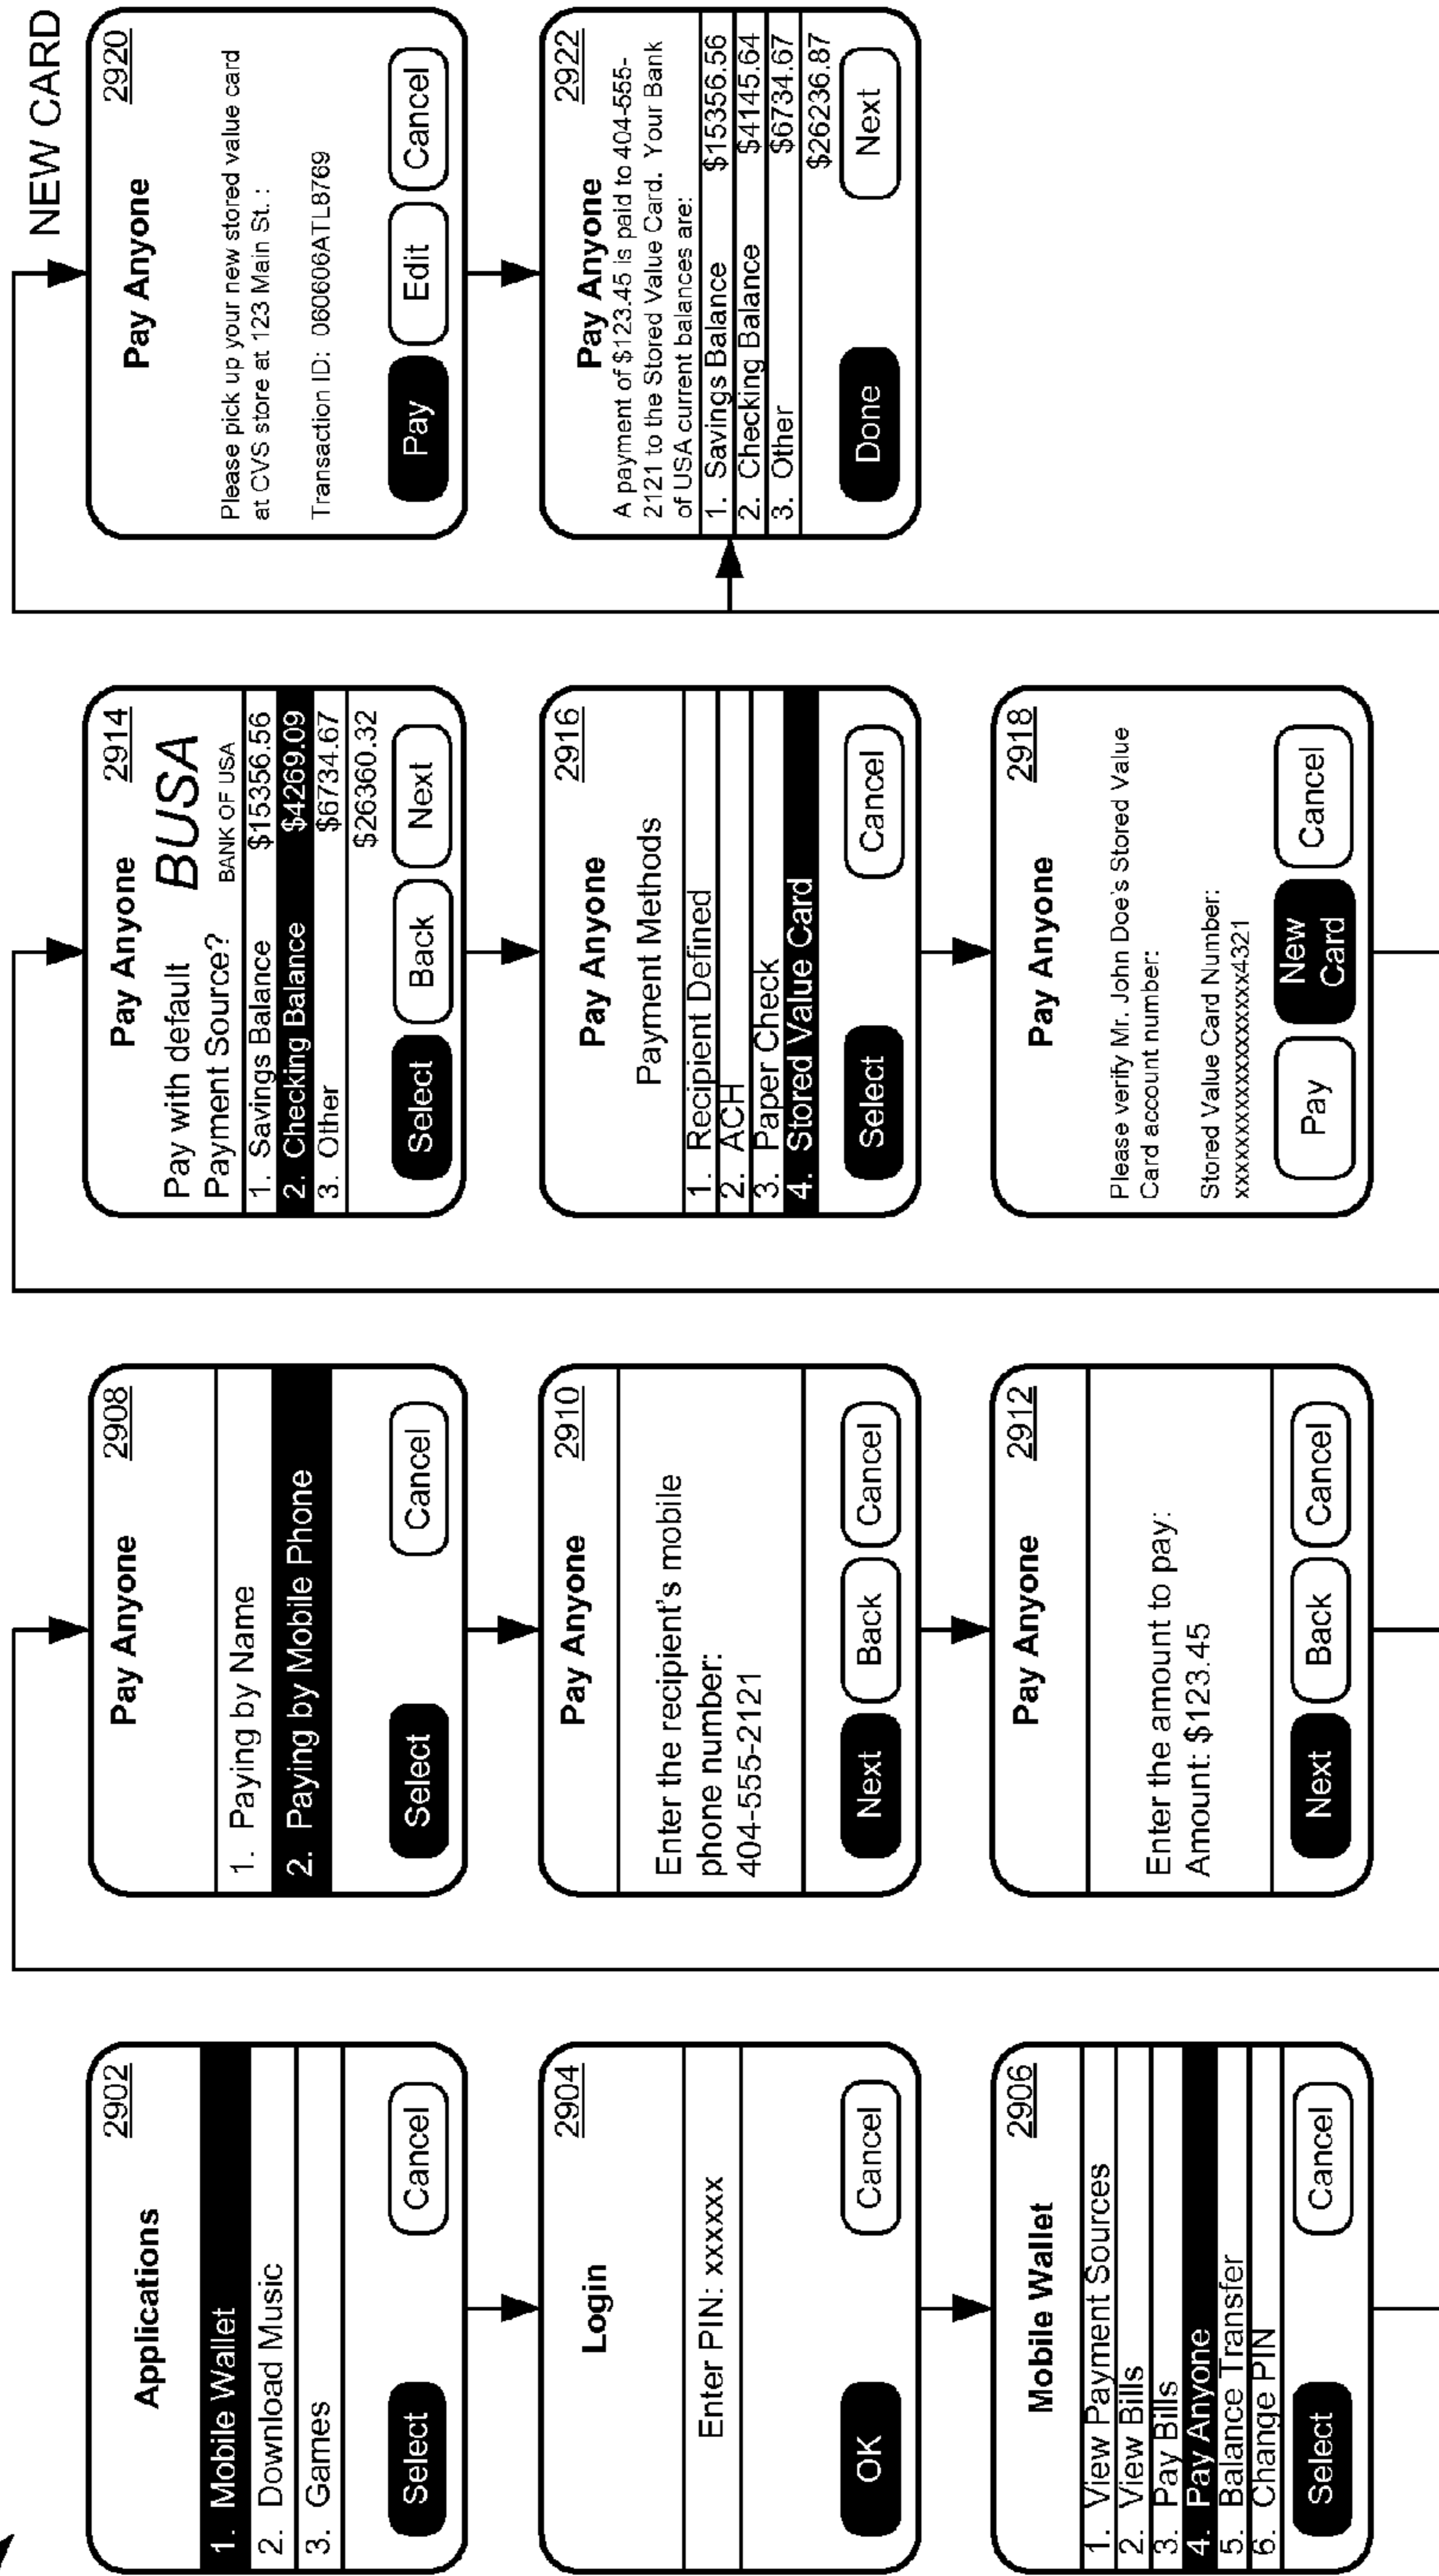 2902
Applications
1. Mobile Wallet
2. Download Music
3. Games
Select
Cancel
2904
Login
Enter PIN: xxxxxx
OK
Cancel
2906
Mobile Wallet
1. View Payment Sources
2. View Bills
3. Pay Bills
4. Pay Anyone
5. Balance Transfer
6. Change PIN
Select
Cancel
2908
Pay Anyone
1. Paying by Name
2. Paying by Mobile Phone
Select
Cancel
2910
Pay Anyone
Enter the recipient's mobile
phone number:
404-555-2121
Next
Back
Cancel
2912
Pay Anyone
Enter the amount to pay:
Amount: $123.45
Next
Back
Cancel
2914
Pay Anyone
Pay with default
Payment Source?
BUSA
BANK OF USA
1. Savings Balance $15356.56
2. Checking Balance $4269.09
3. Other $6734.67
$26360.32
Select
Back
Next
2916
Pay Anyone
Payment Methods
1. Recipient Defined
2. ACH
3. Paper Check
4. Stored Value Card
Select
Cancel
2918
Pay Anyone
Please verify Mr. John Doe's Stored Value
Card account number:
Stored Value Card Number:
xxxxxxxxxxxxxxxxxx4321
Pay
New
Card
Cancel
NEW CARD
2920
Pay Anyone
Please pick up your new stored value card
at CVS store at 123 Main St. :
Transaction ID: 060606ATL8769
Pay
Edit
Cancel
2922
Pay Anyone
A payment of $123.45 is paid to 404-555-
2121 to the Stored Value Card. Your Bank
of USA current balances are:
1. Savings Balance $15356.56
2. Checking Balance $4145.64
3. Other $6734.67
$26236.87
Done
Next